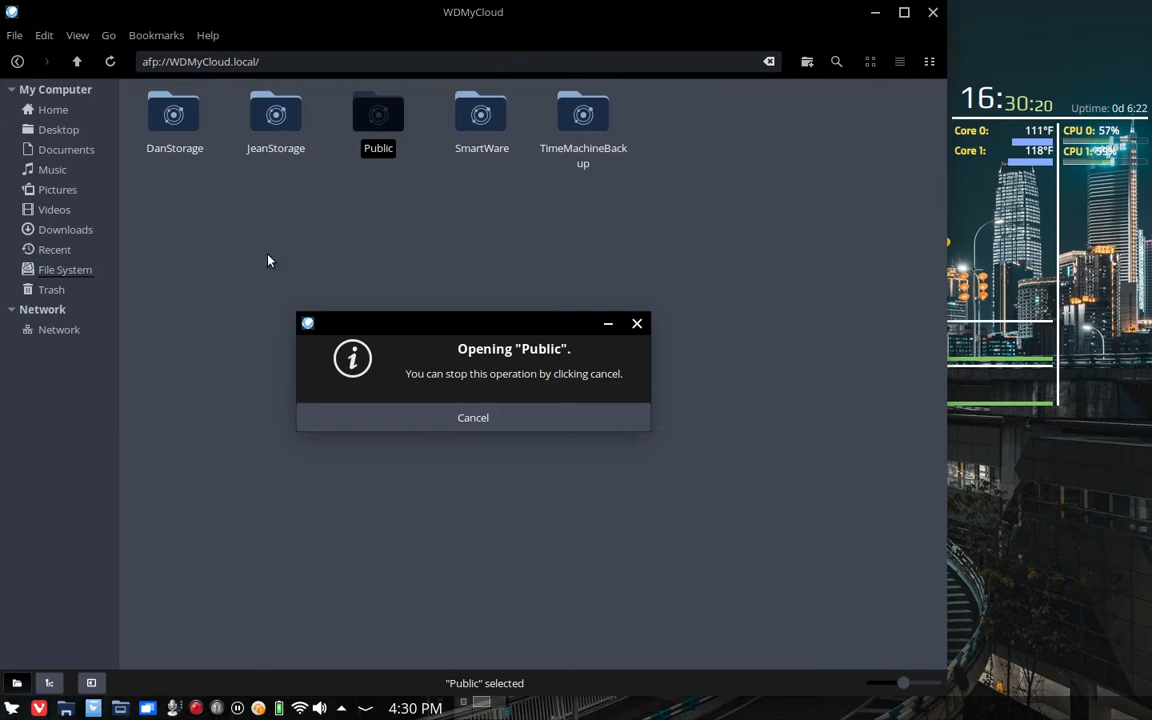 WDMyCloud
File Edit View Go Bookmarks Help
afp://WDMyCloud.local/
My Computer
Home
Desktop
Documents
Music
Pictures
Videos
Downloads
Recent
File System
Trash
Network
Network
DanStorage
JeanStorage
Public
SmartWare
TimeMachineBack
up
Opening "Public".
You can stop this operation by clicking cancel.
Cancel
"Public" selected
16:30:20 Uptime: 0d 6:22
Core 0: 111°F CPU 0: 57%
Core 1: 118°F CPU 1: 59%
4:30 PM